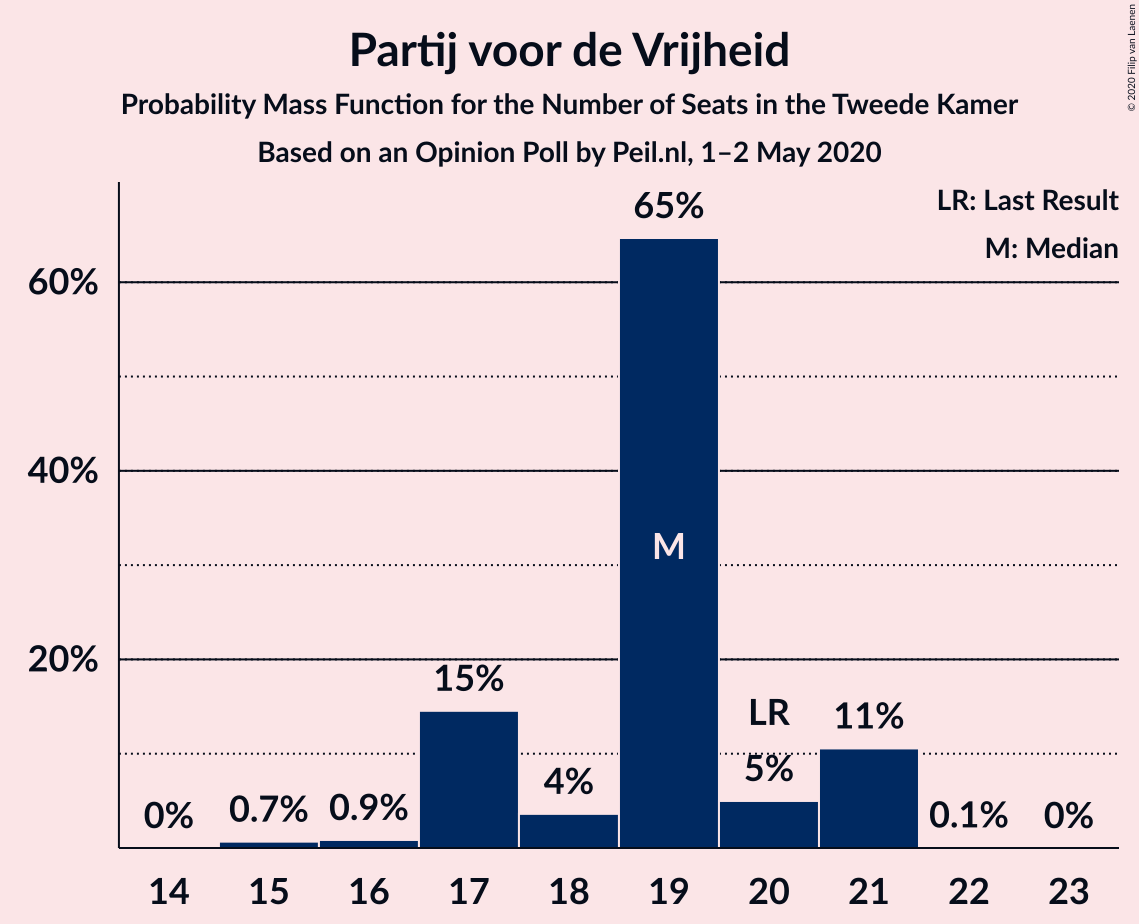 Partij voor de Vrijheid
Probability Mass Function for the Number of Seats in the Tweede Kamer
Based on an Opinion Poll by Peil.nl, 1–2 May 2020
© 2020 Filip van Laenen
LR: Last Result
M: Median
60%
40%
20%
0%
0.7%
0.9%
15%
4%
65%
M
LR
5%
11%
0.1%
0%
14 15 16 17 18 19 20 21 22 23